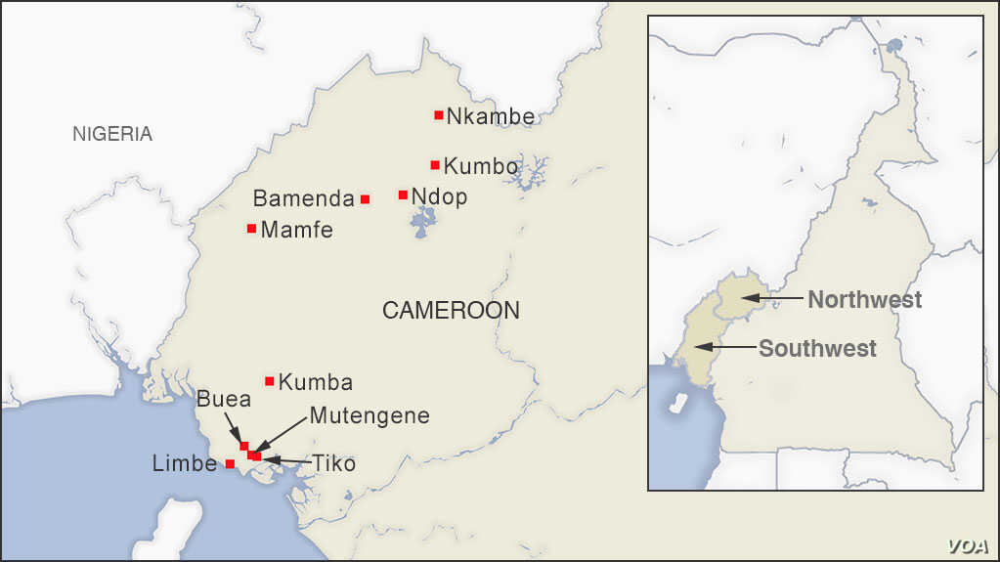 NIGERIA
Nkambe
Kumbo
Bamenda
Ndop
Mamfe
CAMEROON
Kumba
Buea
Mutengene
Limbe
Tiko
Northwest
Southwest
VOA